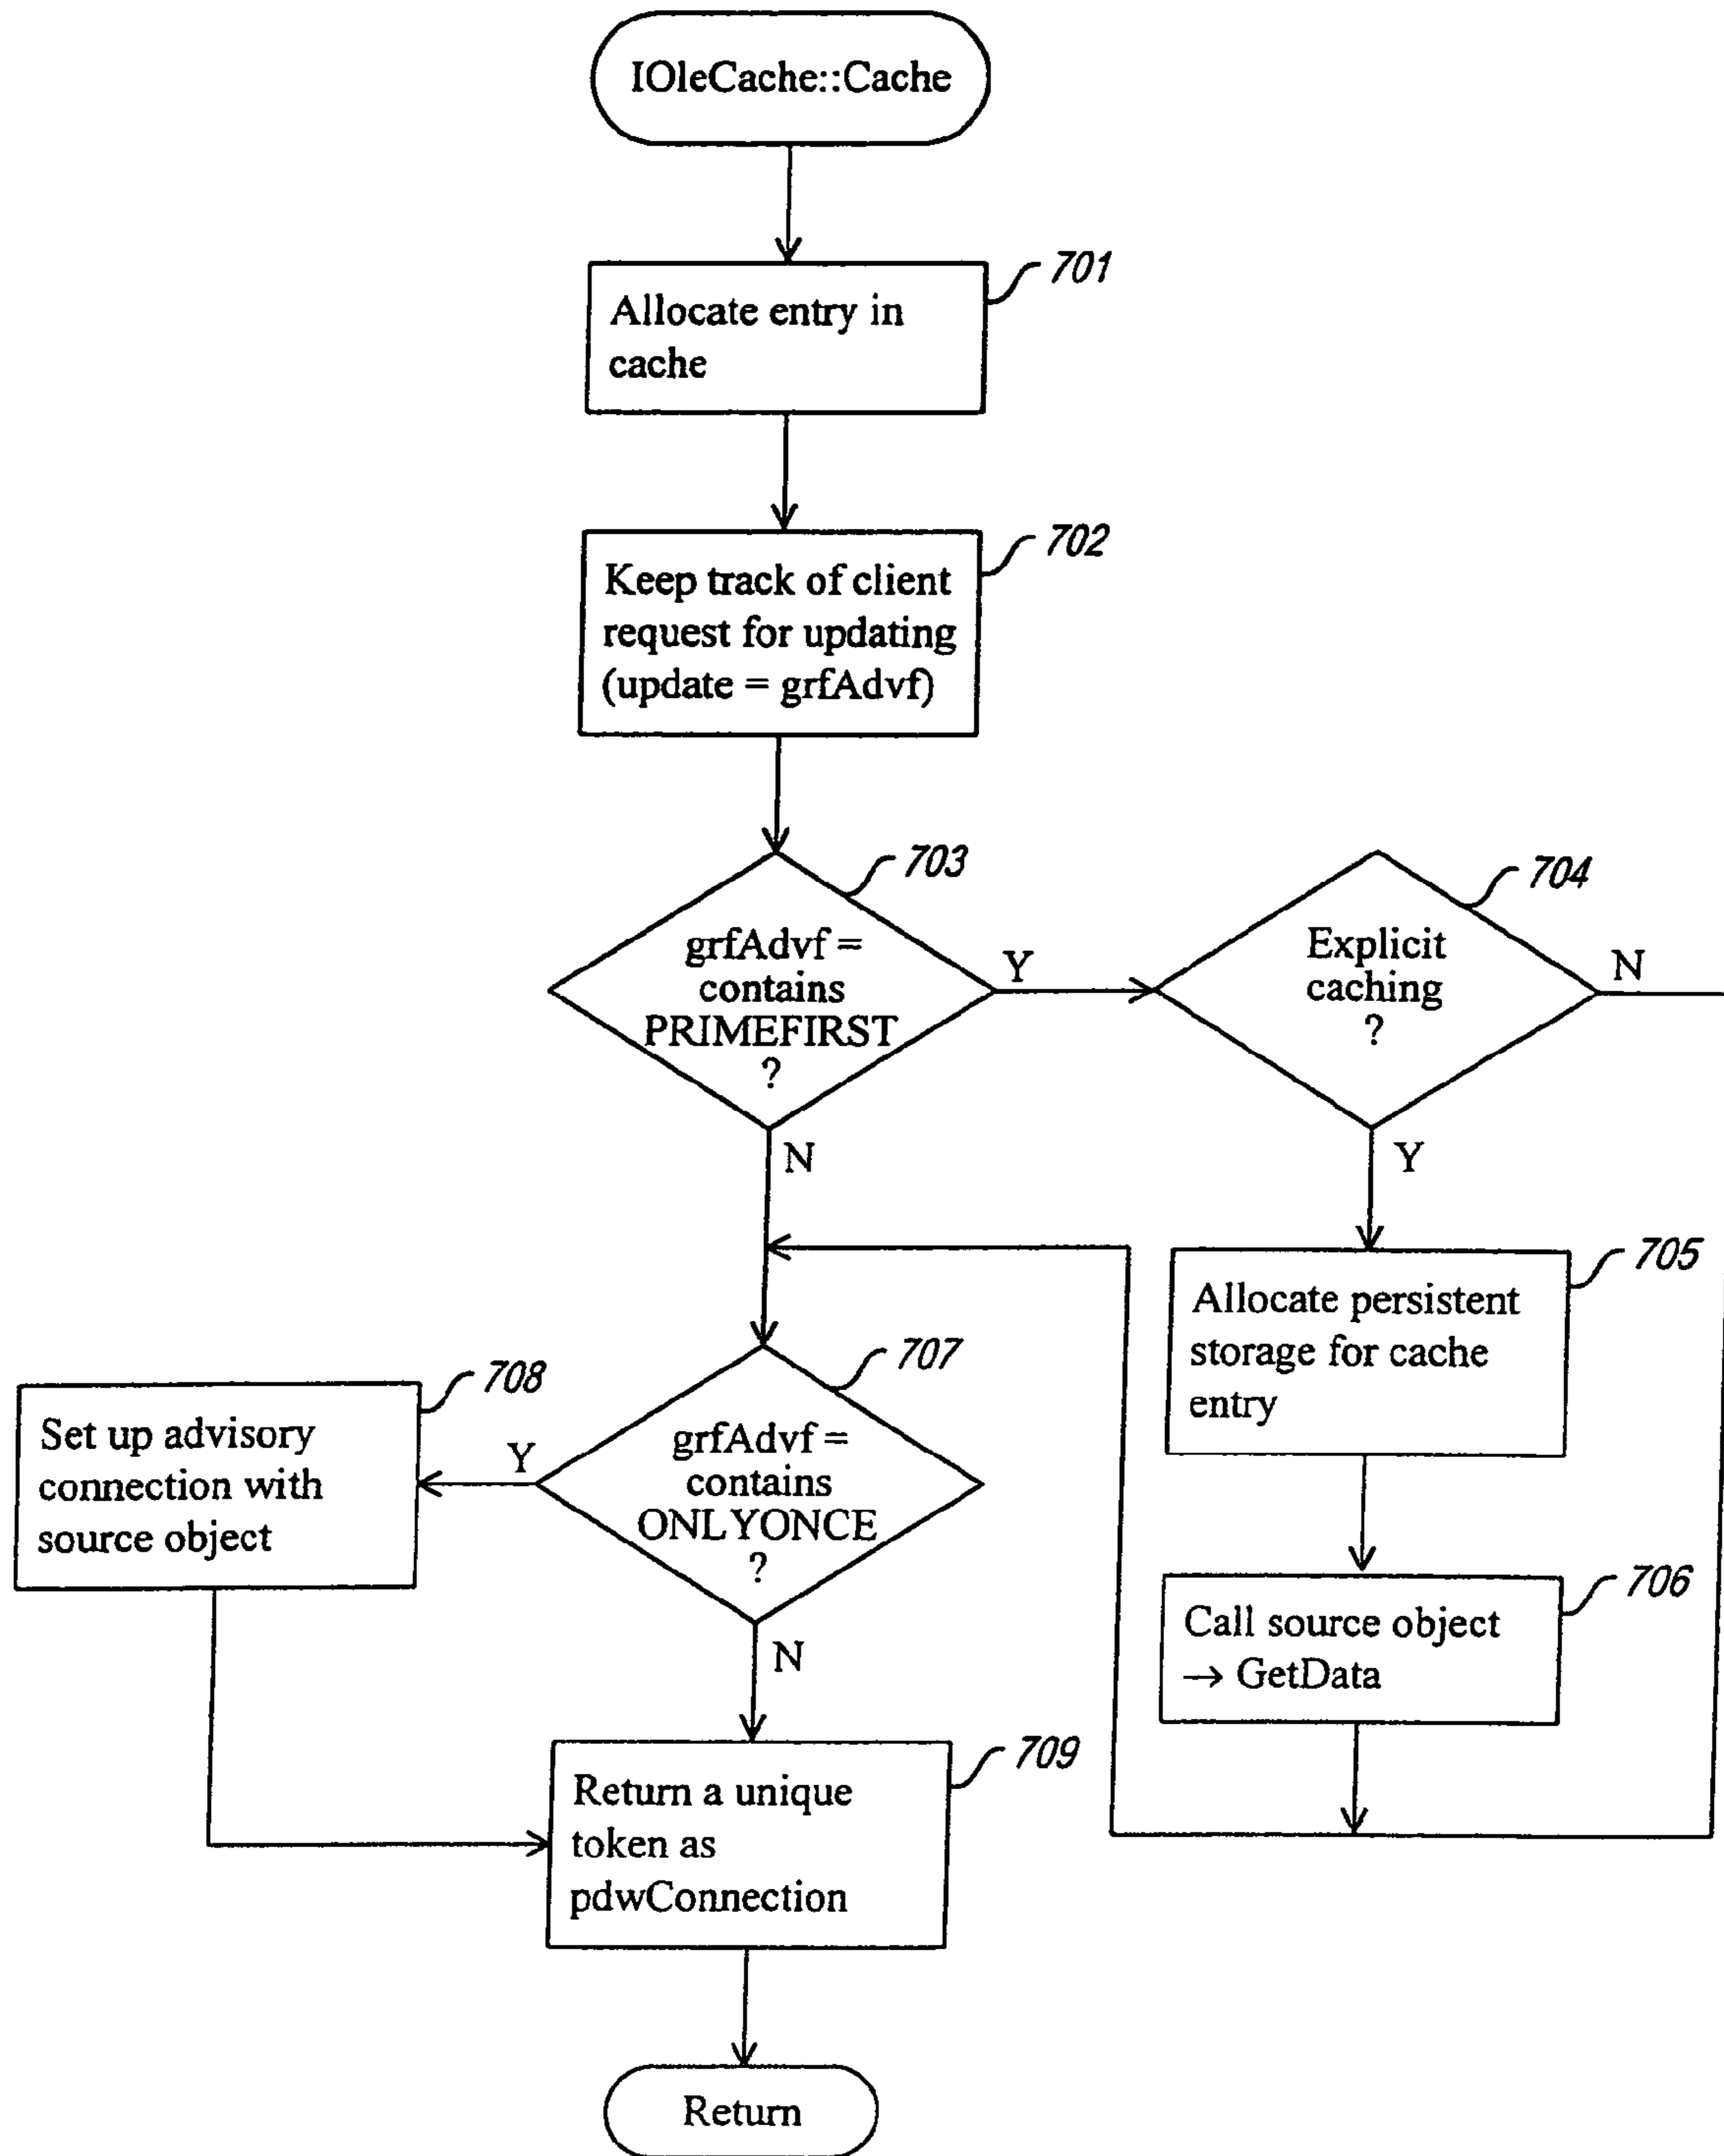 IOleCache::Cache
701
Allocate entry in
cache
702
Keep track of client
request for updating
(update = grfAdvf)
703
grfAdvf =
contains
PRIMEFIRST
?
Y
N
704
Explicit
caching
?
N
Y
705
Allocate persistent
storage for cache
entry
706
Call source object
→ GetData
707
grfAdvf =
contains
ONLYONCE
?
Y
N
708
Set up advisory
connection with
source object
709
Return a unique
token as
pdwConnection
Return